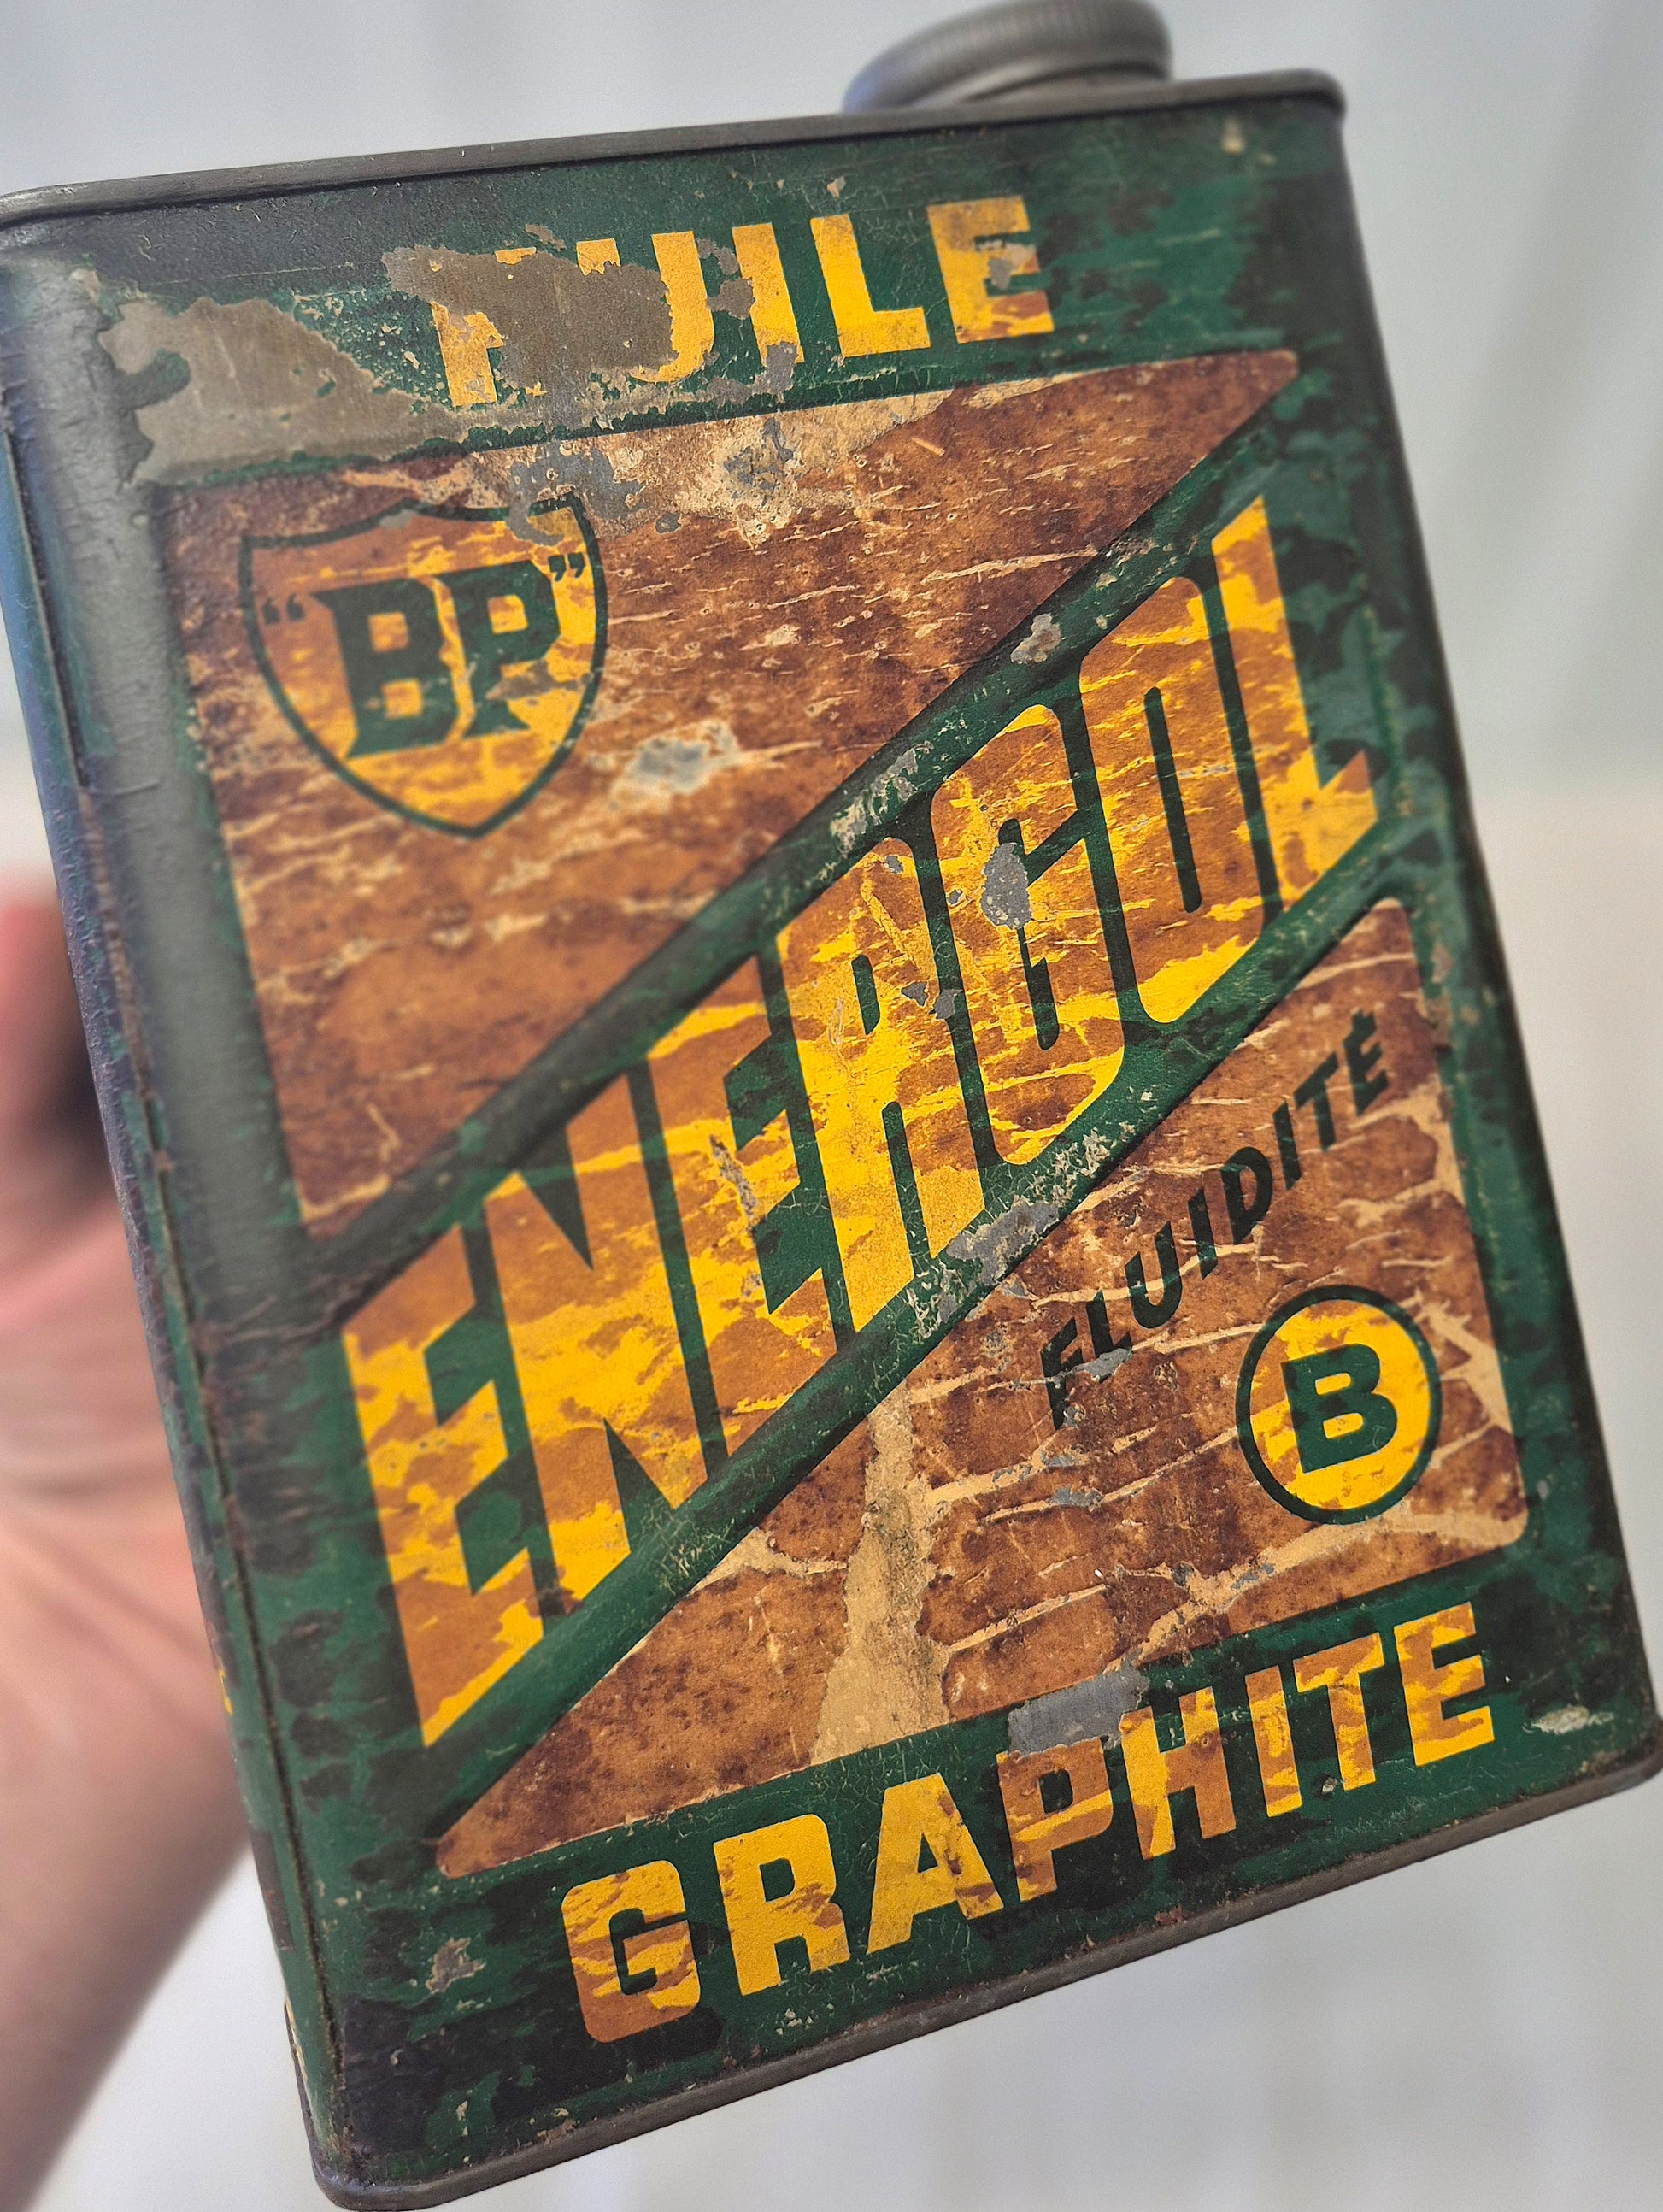 HUILE
"BP"
ENERGOL
FLUIDITÉ
B
GRAPHITE